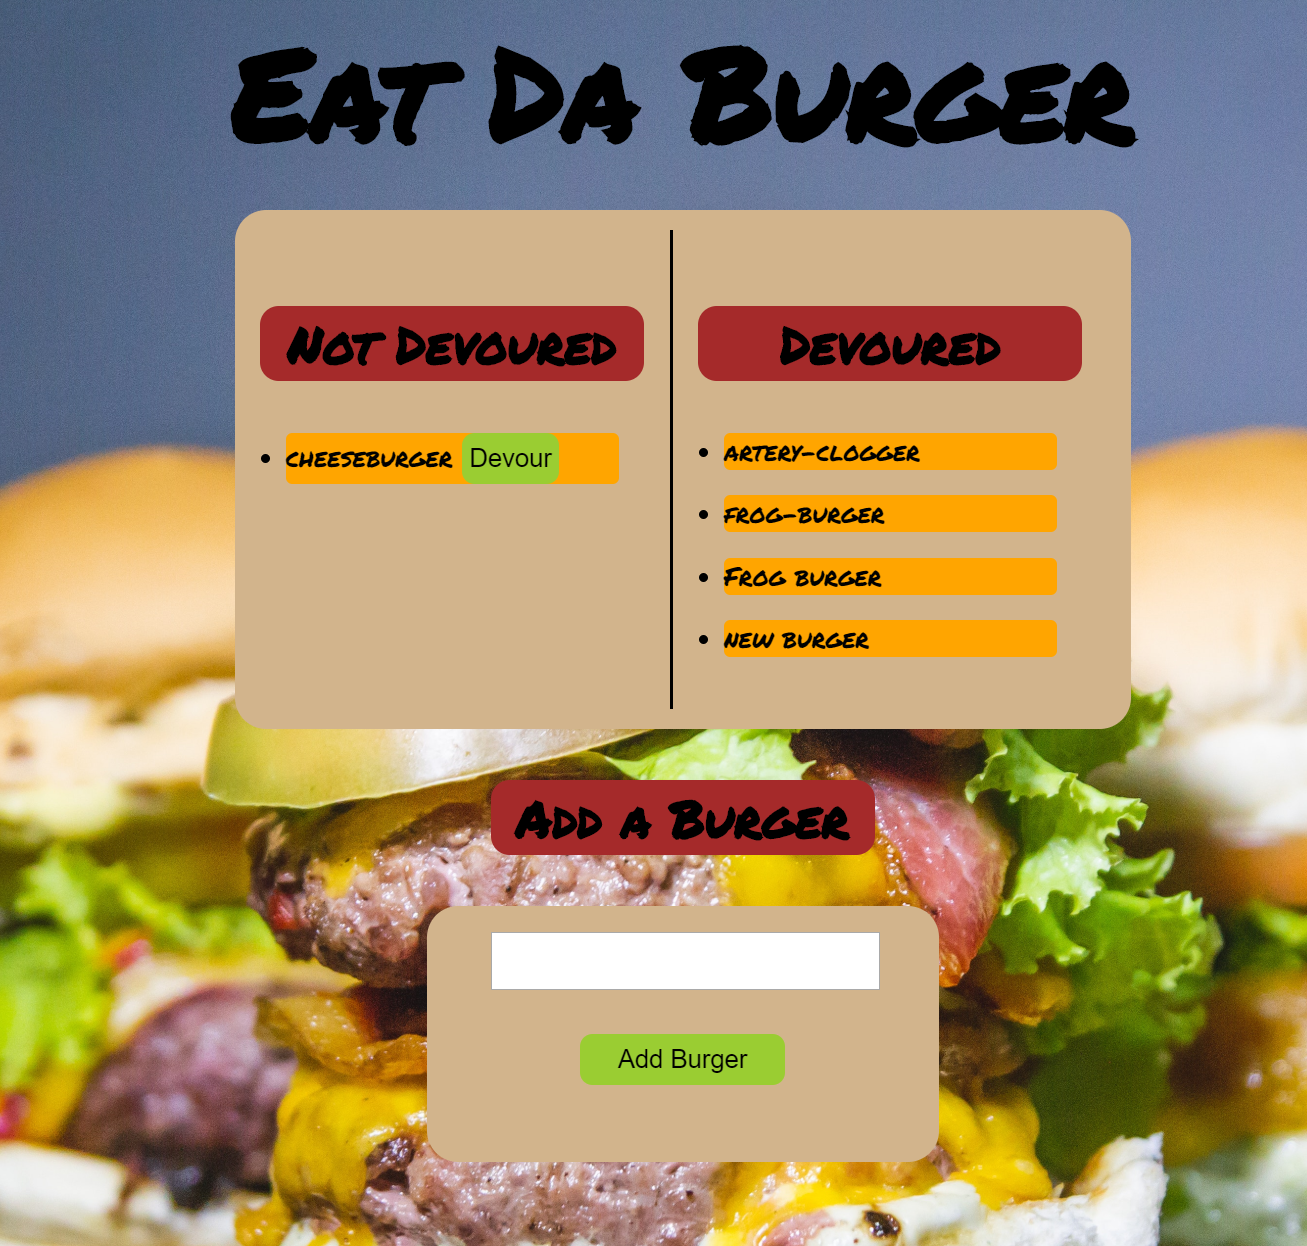 Eat Da Burger
Not Devoured
cheeseburger Devour
Devoured
artery-clogger
frog-burger
Frog burger
new burger
Add a Burger
Add Burger